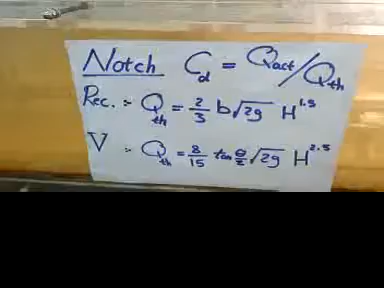 Notch Cd = Qact/Qth
Rec. :- Qth = 2/3 b√2g H^1.5
V :- Qth = 8/15 tan θ/2 √2g H^2.5